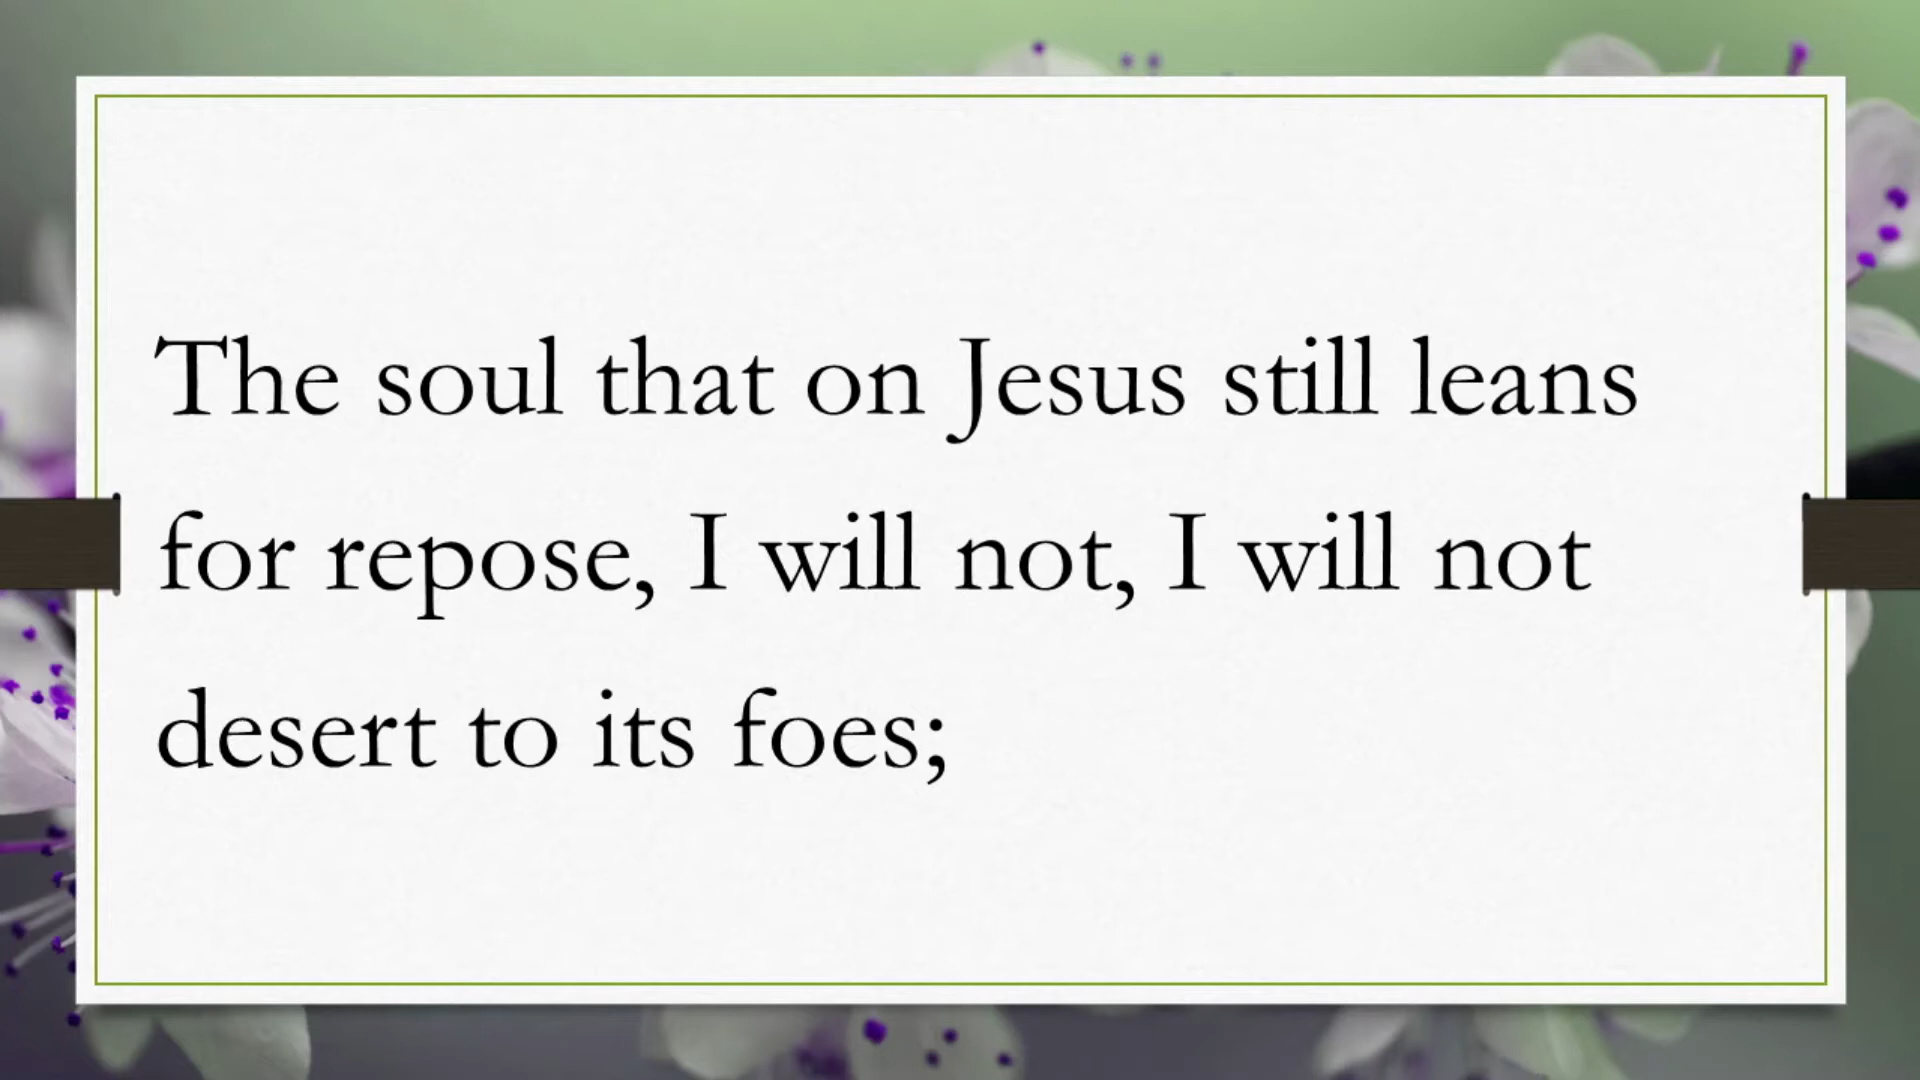 The soul that on Jesus still leans
for repose, I will not, I will not
desert to its foes;